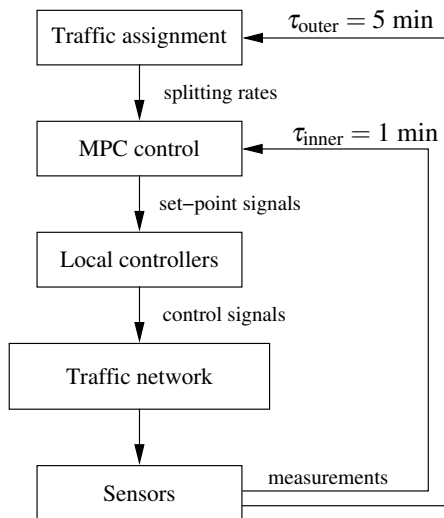 Traffic assignment
τouter = 5 min
splitting rates
MPC control
τinner = 1 min
set−point signals
Local controllers
control signals
Traffic network
measurements
Sensors